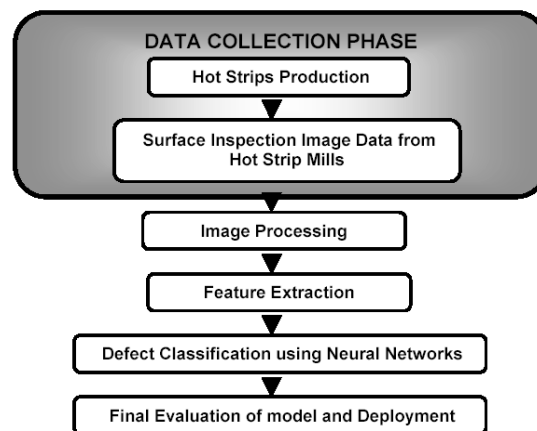 DATA COLLECTION PHASE
Hot Strips Production
Surface Inspection Image Data from
Hot Strip Mills
Image Processing
Feature Extraction
Defect Classification using Neural Networks
Final Evaluation of model and Deployment